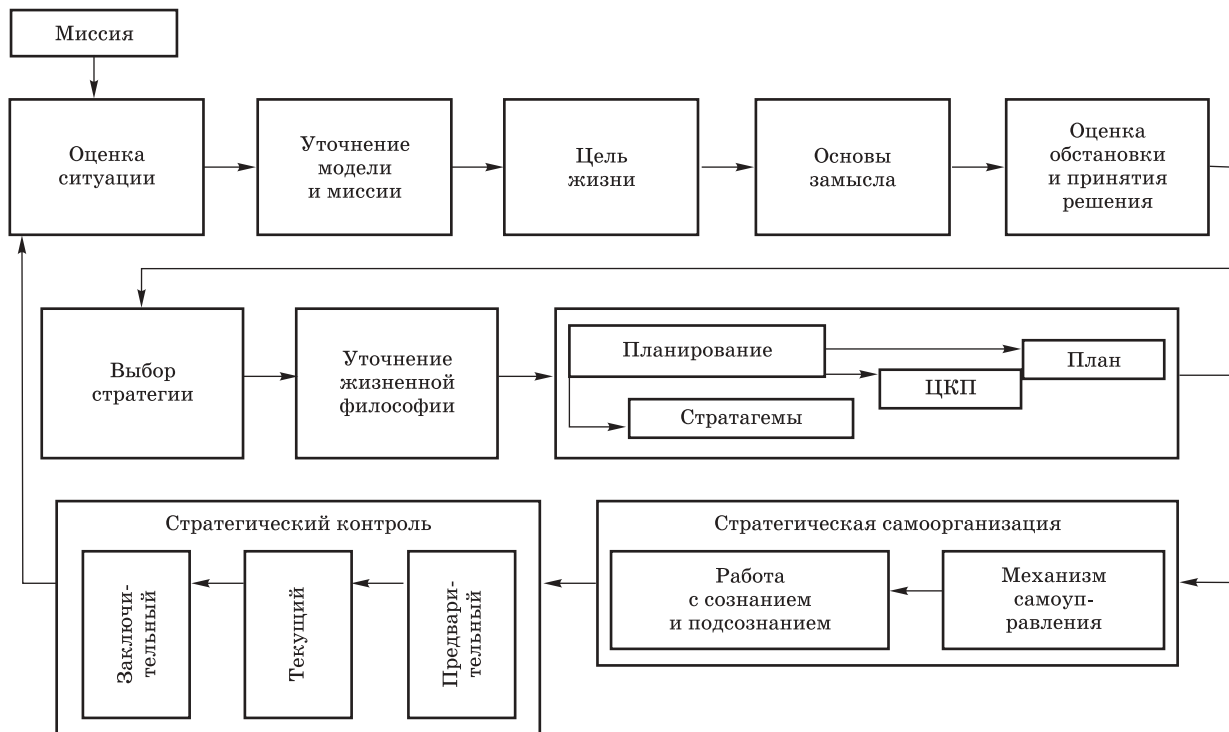 Миссия
Оценка
ситуации
Уточнение
модели
и миссии
Цель
жизни
Основы
замысла
Оценка
обстановки
и принятия
решения
Выбор
стратегии
Уточнение
жизненной
философии
Планирование
План
ЦКП
Стратагемы
Стратегический контроль
Заключи-
тельный
Текущий
Предвари-
тельный
Стратегическая самоорганизация
Работа
с сознанием
и подсознанием
Механизм
самоуп-
равления